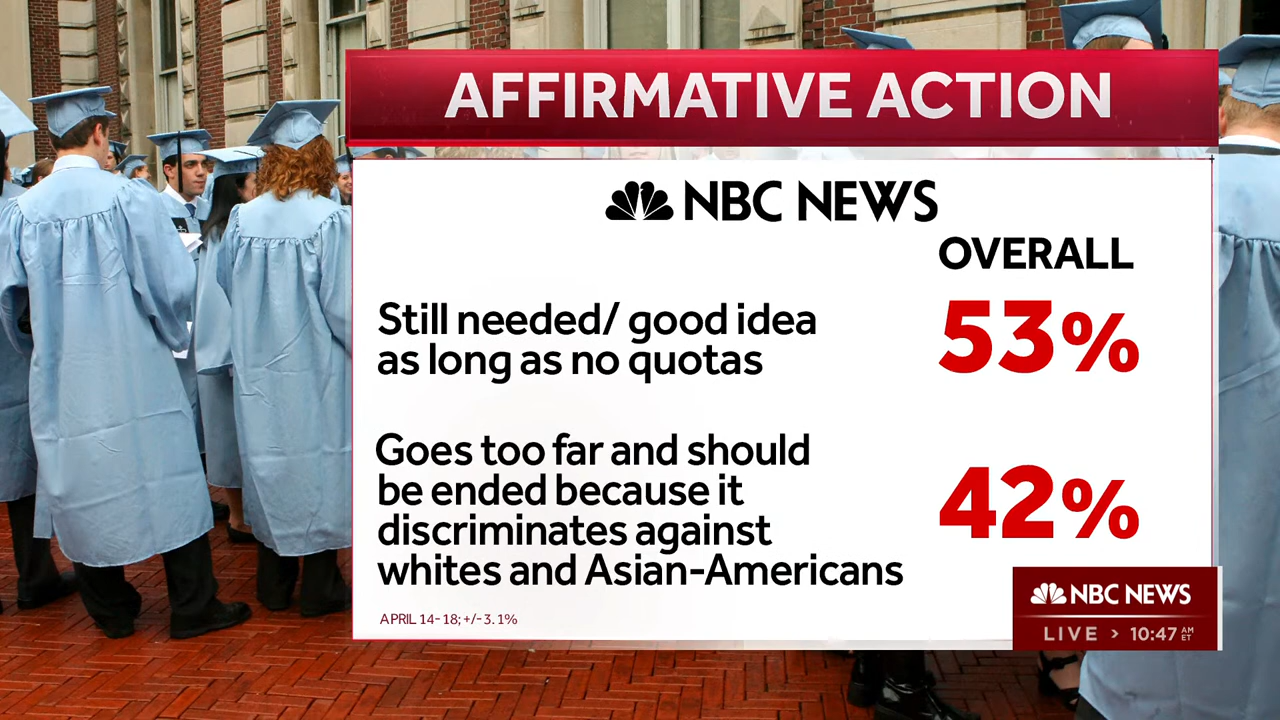 AFFIRMATIVE ACTION
NBC NEWS
OVERALL
Still needed/ good idea
as long as no quotas
53%
Goes too far and should
be ended because it
discriminates against
whites and Asian-Americans
42%
APRIL 14-18; +/-3.1%
NBC NEWS
LIVE > 10:47 AM ET